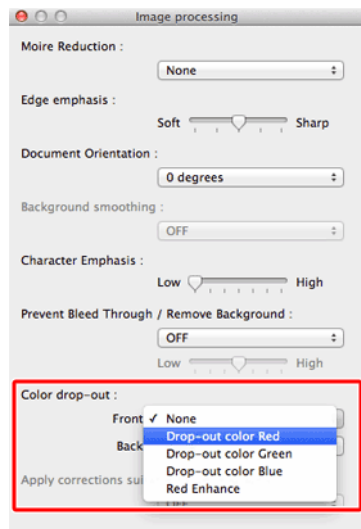 Image processing
Moire Reduction :
None
Edge emphasis :
Soft Sharp
Document Orientation :
0 degrees
Background smoothing :
OFF
Character Emphasis :
Low High
Prevent Bleed Through / Remove Background :
OFF
Low High
Color drop-out :
Front ✓ None
Drop-out color Red
Back Drop-out color Green
Drop-out color Blue
Apply corrections Red Enhance